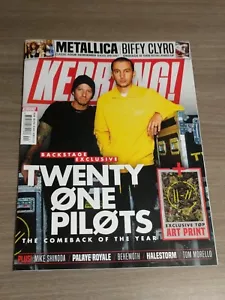 METALLICA BIFFY CLYRO
KERRANG!
BACKSTAGE
EXCLUSIVE
TWENTY
ØNE
PILØTS
THE COMEBACK OF THE YEAR
+
EXCLUSIVE TØP
ART PRINT
PLUS! MIKE SHINODA | PALAYE ROYALE | BEHEMOTH | HALESTORM | TOM MORELLO